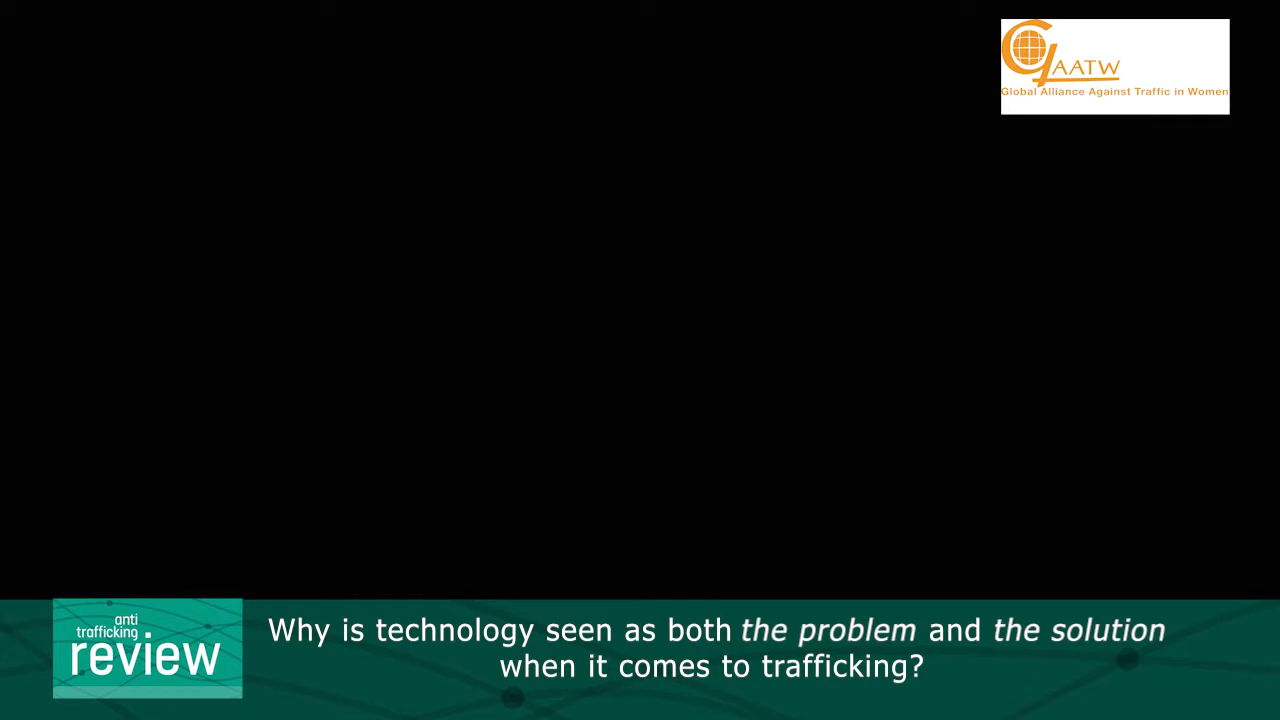 GAATW
Global Alliance Against Traffic in Women
anti
trafficking
review
Why is technology seen as both the problem and the solution
when it comes to trafficking?